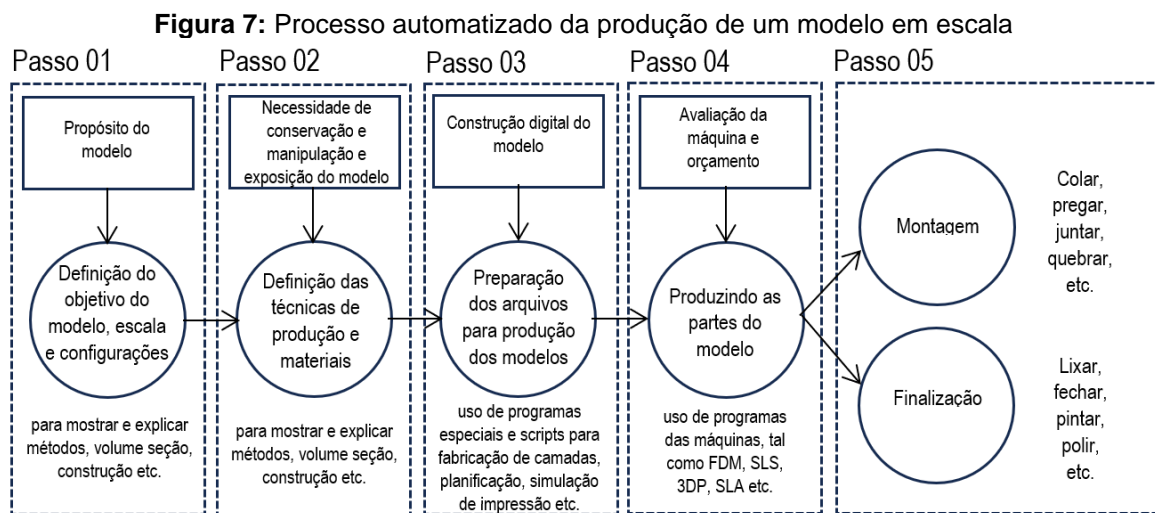 Figura 7: Processo automatizado da produção de um modelo em escala
Passo 01
Propósito do
modelo
Definição do
objetivo do
modelo, escala
e configurações
para mostrar e explicar
métodos, volume seção,
construção etc.
Passo 02
Necessidade de
conservação e
manipulação e
exposição do modelo
Definição das
técnicas de
produção e
materiais
para mostrar e explicar
métodos, volume seção,
construção etc.
Passo 03
Construção digital do
modelo
Preparação
dos arquivos
para produção
dos modelos
uso de programas
especiais e scripts para
fabricação de camadas,
planificação, simulação
de impressão etc.
Passo 04
Avaliação da
máquina e
orçamento
Produzindo as
partes do
modelo
uso de programas
das máquinas, tal
como FDM, SLS,
3DP, SLA etc.
Passo 05
Montagem
Colar,
pregar,
juntar,
quebrar,
etc.
Finalização
Lixar,
fechar,
pintar,
polir,
etc.